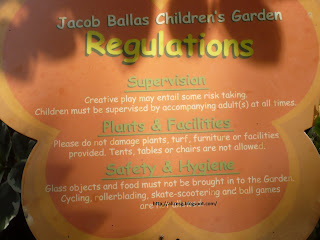 Jacob Ballas Children's Garden
Regulations
Supervision
Creative play may entail some risk taking.
Children must be supervised by accompanying adult(s) at all times.
Plants & Facilities
Please do not damage plants, turf, furniture or facilities
provided. Tents, tables or chairs are not allowed.
Safety & Hygiene
Glass objects and food must not be brought in to the Garden.
Cycling, rollerblading, skate-scootering and ball games
are